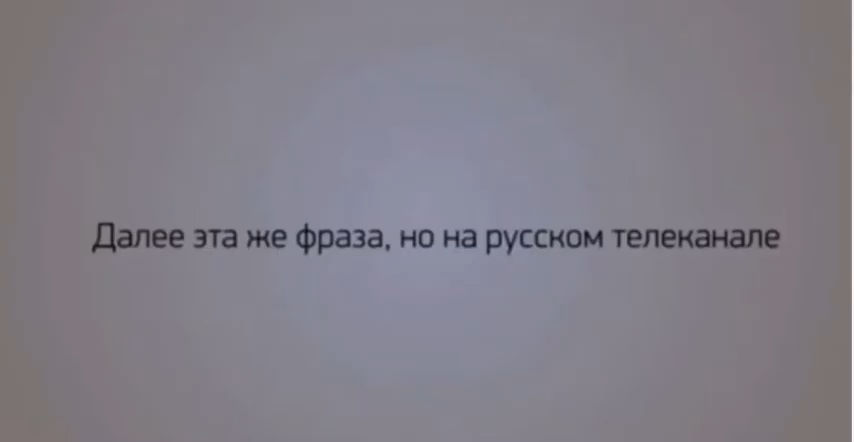 Далее эта же фраза, но на русском телеканале